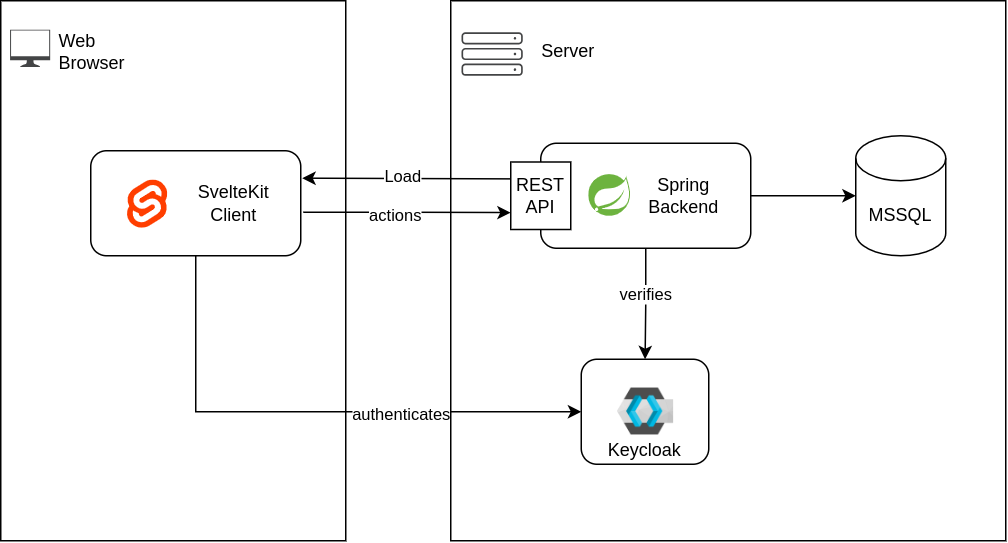 Web
Browser
Server
SvelteKit
Client
Load
actions
REST
API
Spring
Backend
MSSQL
verifies
authenticates
Keycloak